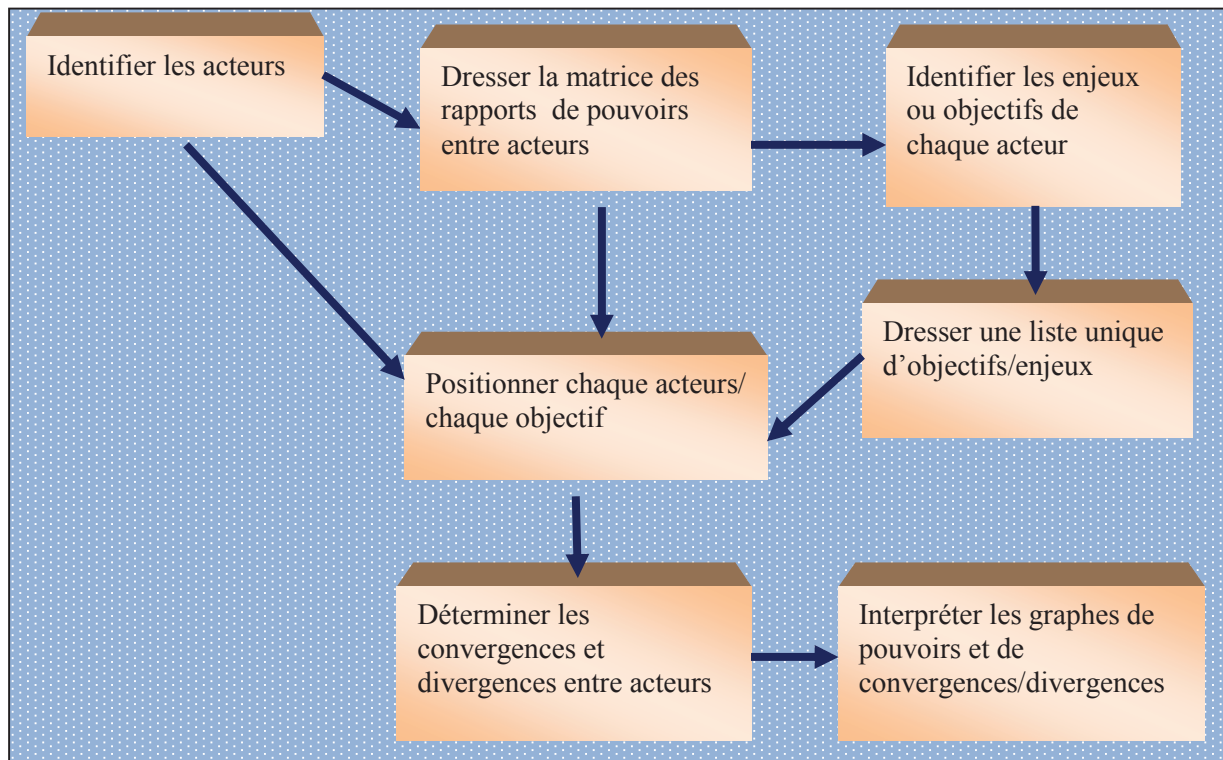 Identifier les acteurs
Dresser la matrice des
rapports de pouvoirs
entre acteurs
Identifier les enjeux
ou objectifs de
chaque acteur
Dresser une liste unique
d’objectifs/enjeux
Positionner chaque acteurs/
chaque objectif
Déterminer les
convergences et
divergences entre acteurs
Interpréter les graphes de
pouvoirs et de
convergences/divergences